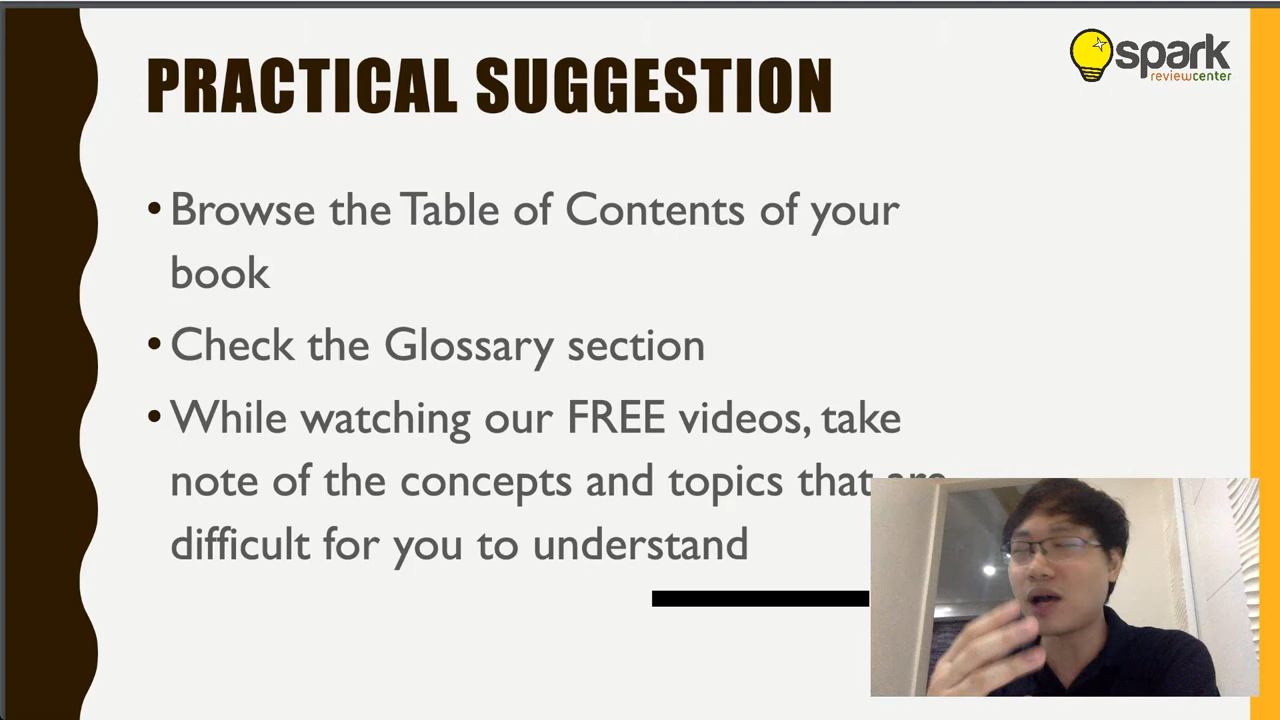 PRACTICAL SUGGESTION
spark
reviewcenter
• Browse the Table of Contents of your
book
• Check the Glossary section
• While watching our FREE videos, take
note of the concepts and topics that are
difficult for you to understand